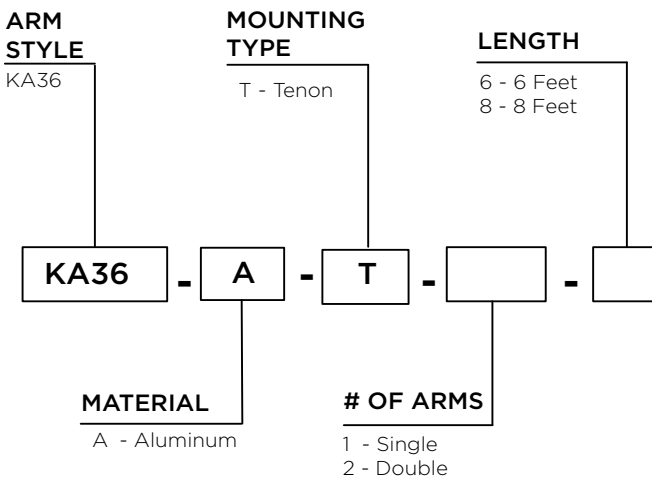 ARM
STYLE
KA36
MOUNTING
TYPE
T - Tenon
LENGTH
6 - 6 Feet
8 - 8 Feet
KA36 - A - T - -
MATERIAL
A - Aluminum
# OF ARMS
1 - Single
2 - Double